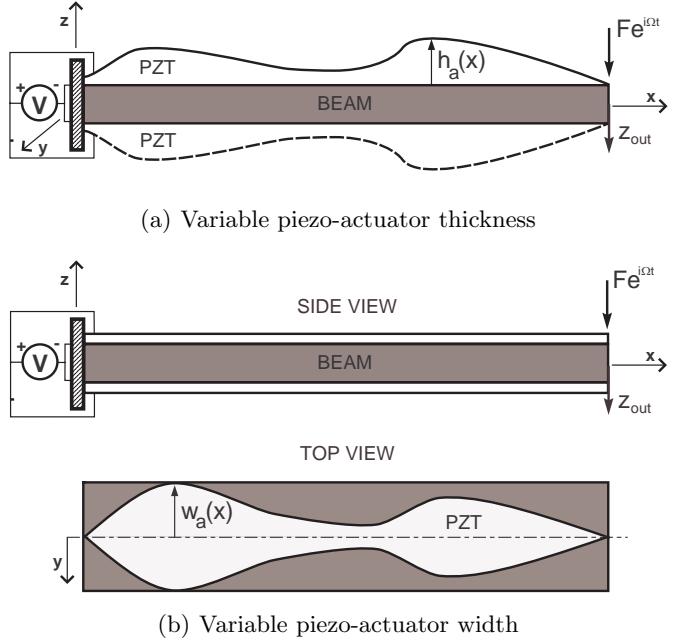 z
Fe^{iΩt}
PZT
h_a(x)
+
-
V
BEAM
x
y
PZT
z_out
-
(a) Variable piezo-actuator thickness
z
Fe^{iΩt}
SIDE VIEW
+
-
V
BEAM
x
z_out
-
TOP VIEW
w_a(x)
PZT
y
(b) Variable piezo-actuator width